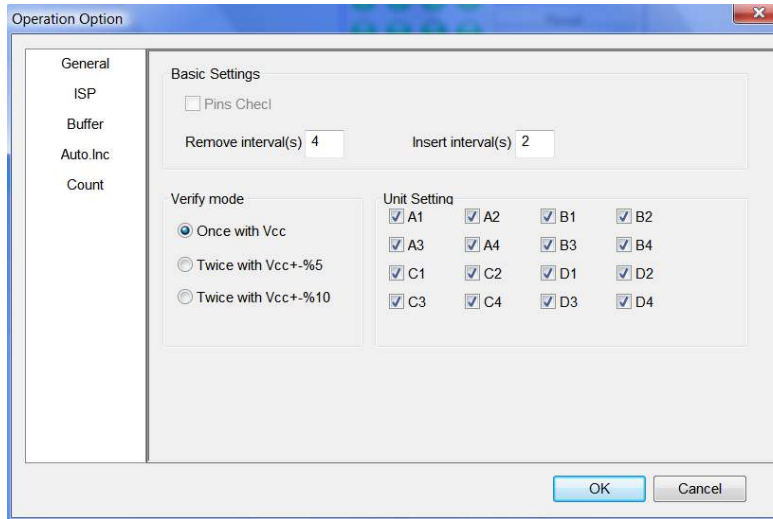 Operation Option
General
ISP
Buffer
Auto.Inc
Count
Basic Settings
Pins Checl
Remove interval(s) 4 Insert interval(s) 2
Verify mode
Once with Vcc
Twice with Vcc+-%5
Twice with Vcc+-%10
Unit Setting
A1 A2 B1 B2
A3 A4 B3 B4
C1 C2 D1 D2
C3 C4 D3 D4
OK Cancel